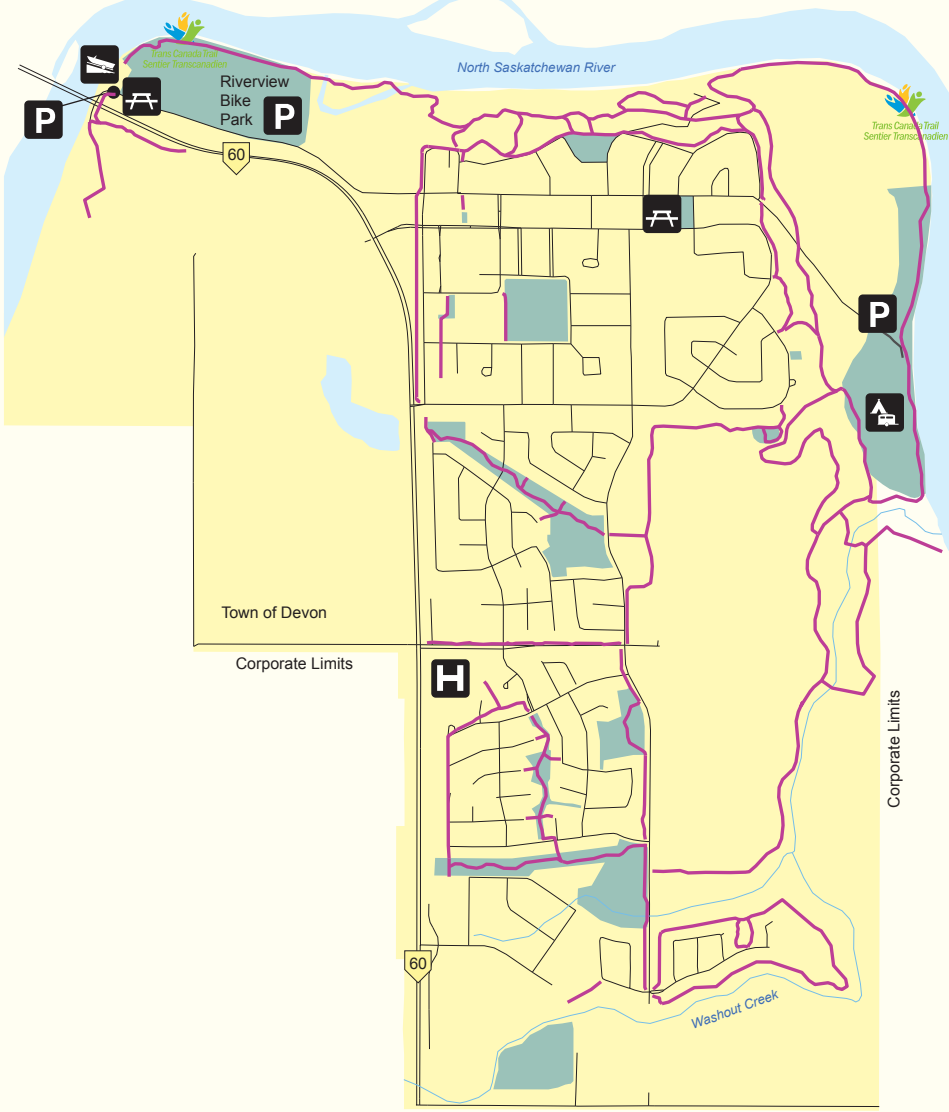 Trans Canada Trail
Sentier Transcanadien
North Saskatchewan River
Riverview
Bike
Park
P
P
60
Trans Canada Trail
Sentier Transcanadien
P
Town of Devon
Corporate Limits
H
Corporate Limits
60
Washout Creek